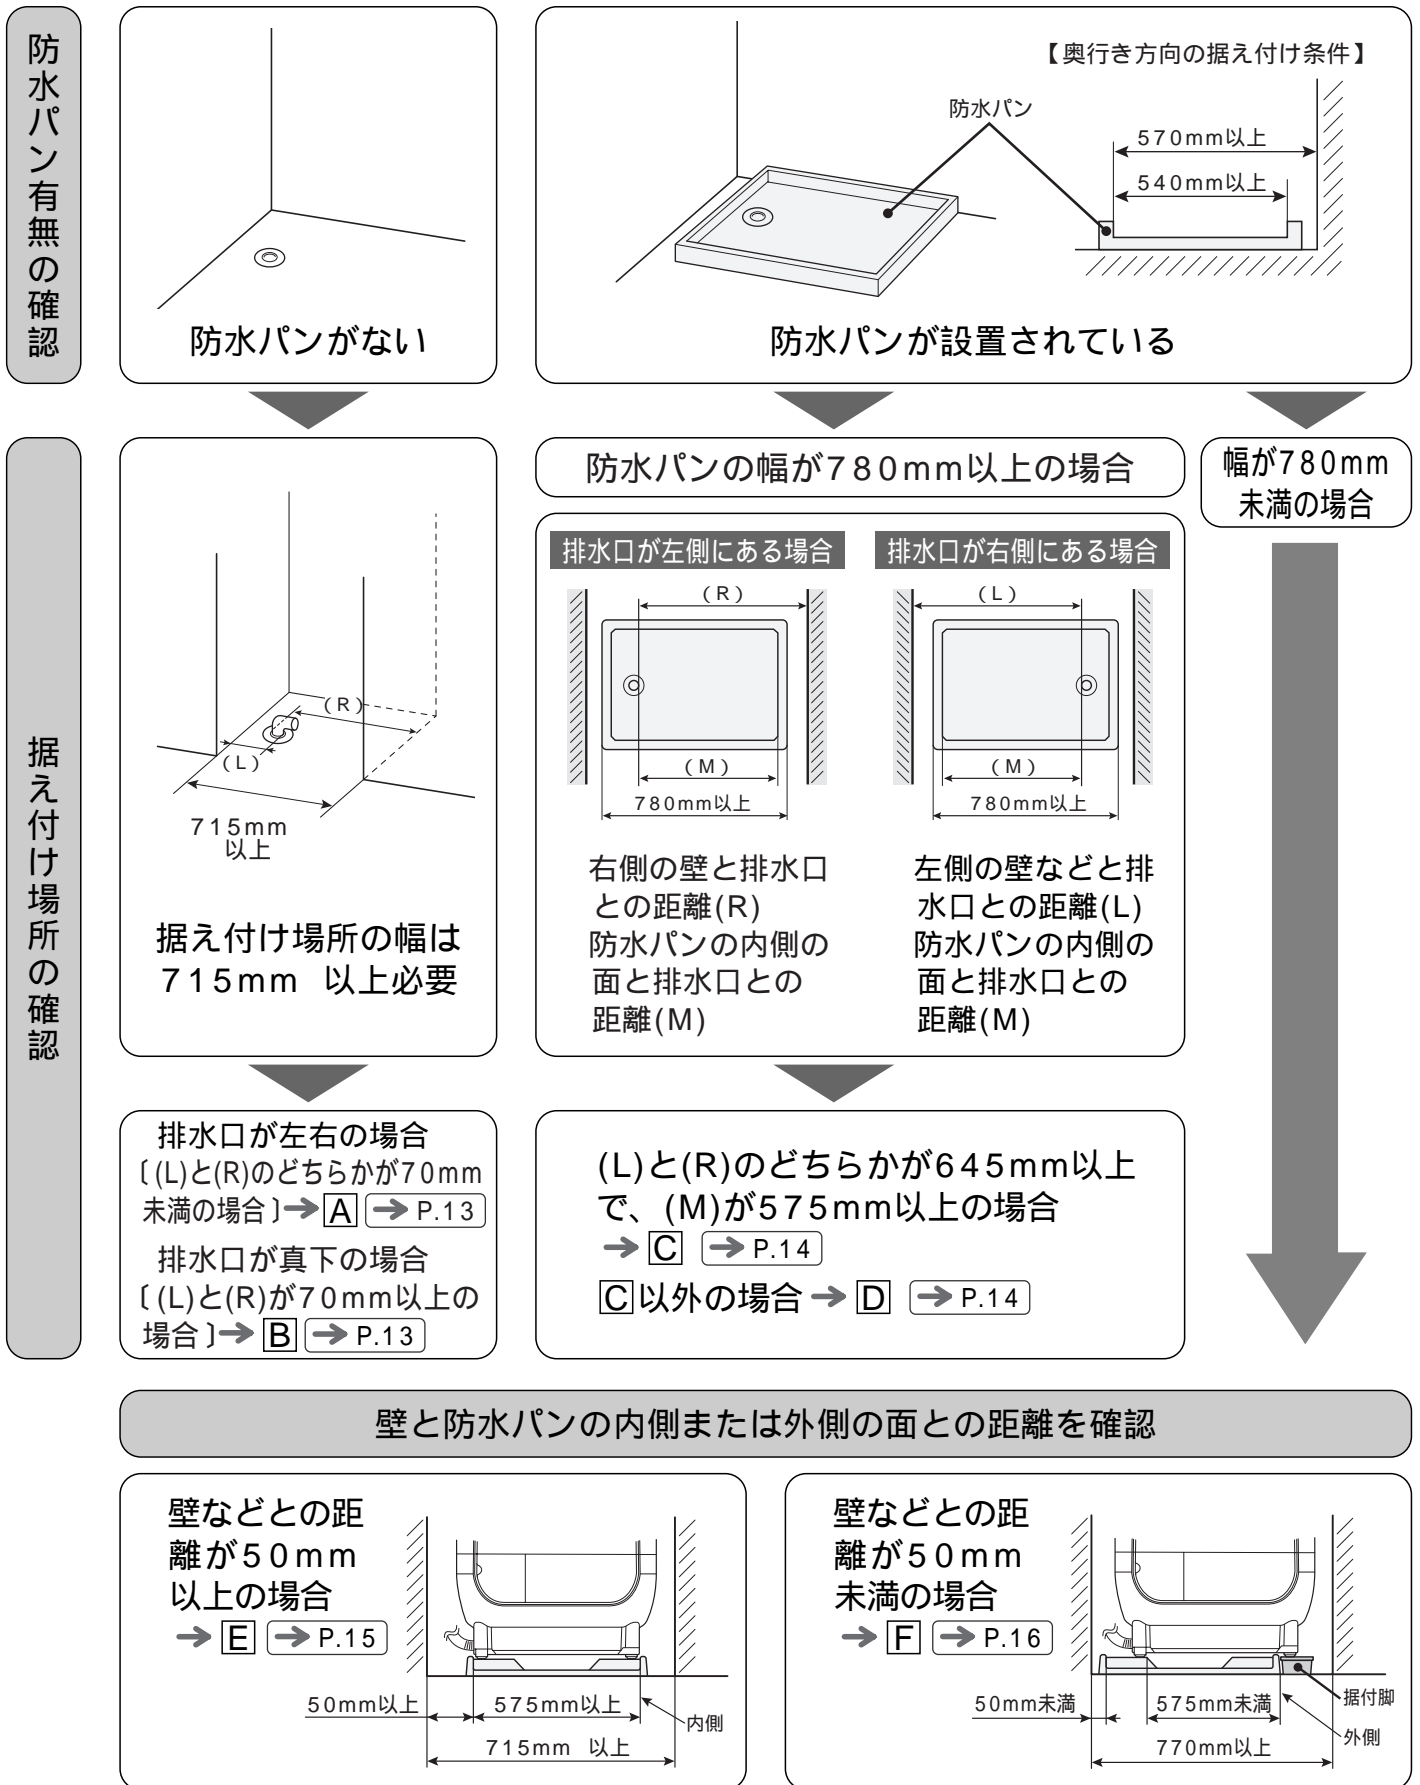 防水パン有無の確認
防水パンがない
【奥行き方向の据え付け条件】
防水パン
570mm以上
540mm以上
防水パンが設置されている
据え付け場所の確認
(R)
(L)
715mm
以上
据え付け場所の幅は
715mm 以上必要
防水パンの幅が780mm以上の場合
排水口が左側にある場合
(R)
(M)
780mm以上
右側の壁と排水口
との距離(R)
防水パンの内側の
面と排水口との
距離(M)
排水口が右側にある場合
(L)
(M)
780mm以上
左側の壁などと排
水口との距離(L)
防水パンの内側の
面と排水口との
距離(M)
幅が780mm
未満の場合
排水口が左右の場合
〔(L)と(R)のどちらかが70mm
未満の場合〕➔A ➔ P.13
排水口が真下の場合
〔(L)と(R)が70mm以上の
場合〕➔ B ➔ P.13
(L)と(R)のどちらかが645mm以上
で、(M)が575mm以上の場合
➔ C ➔ P.14
C以外の場合 ➔ D ➔ P.14
壁と防水パンの内側または外側の面との距離を確認
壁などとの距
離が50mm
以上の場合
➔ E ➔ P.15
50mm以上
575mm以上
内側
715mm 以上
壁などとの距
離が50mm
未満の場合
➔ F ➔ P.16
50mm未満
575mm未満
据付脚
外側
770mm以上